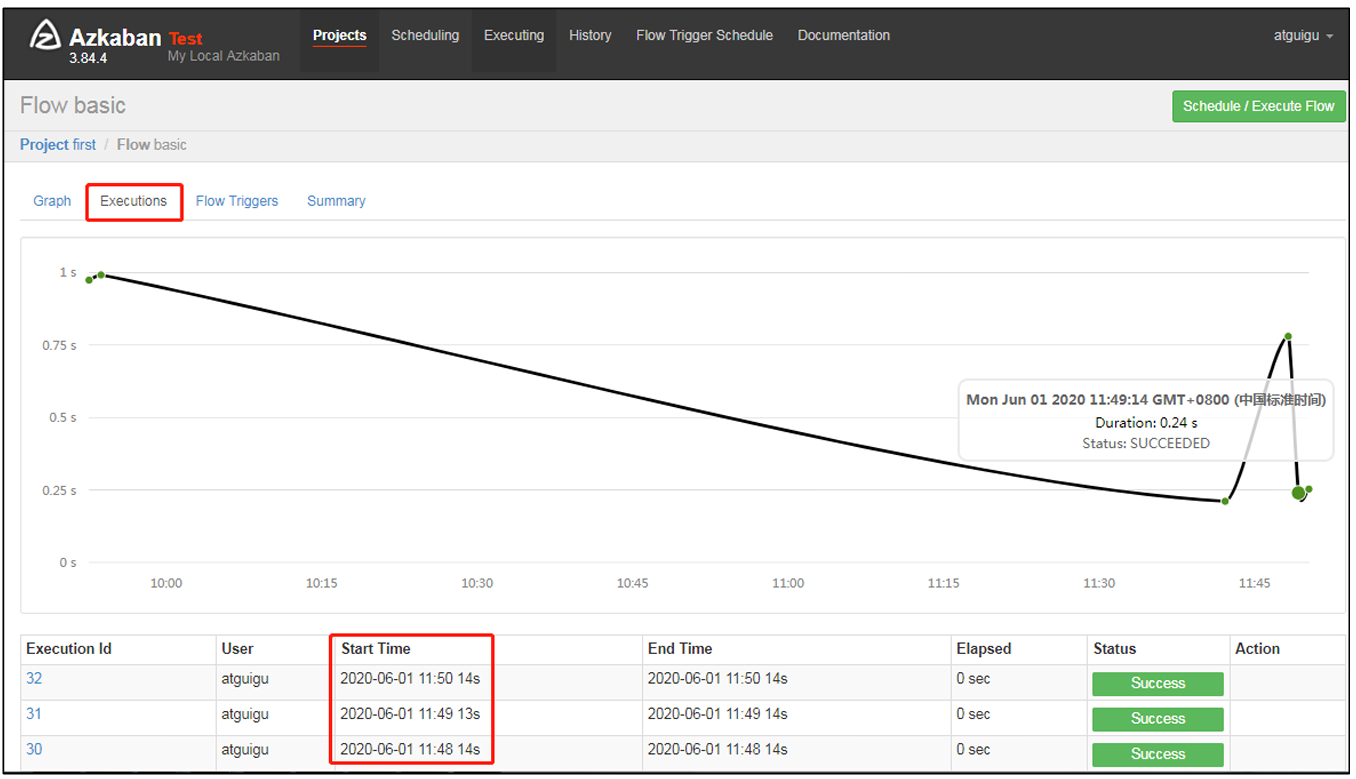 Azkaban Test
3.84.4 My Local Azkaban
Projects Scheduling Executing History Flow Trigger Schedule Documentation atguigu
Flow basic
Schedule / Execute Flow
Project first / Flow basic
Graph Executions Flow Triggers Summary
1 s
0.75 s
0.5 s
0.25 s
0 s
Mon Jun 01 2020 11:49:14 GMT+0800 (中国标准时间)
Duration: 0.24 s
Status: SUCCEEDED
10:00 10:15 10:30 10:45 11:00 11:15 11:30 11:45
Execution Id User Start Time End Time Elapsed Status Action
32 atguigu 2020-06-01 11:50 14s 2020-06-01 11:50 14s 0 sec Success
31 atguigu 2020-06-01 11:49 13s 2020-06-01 11:49 14s 0 sec Success
30 atguigu 2020-06-01 11:48 14s 2020-06-01 11:48 14s 0 sec Success